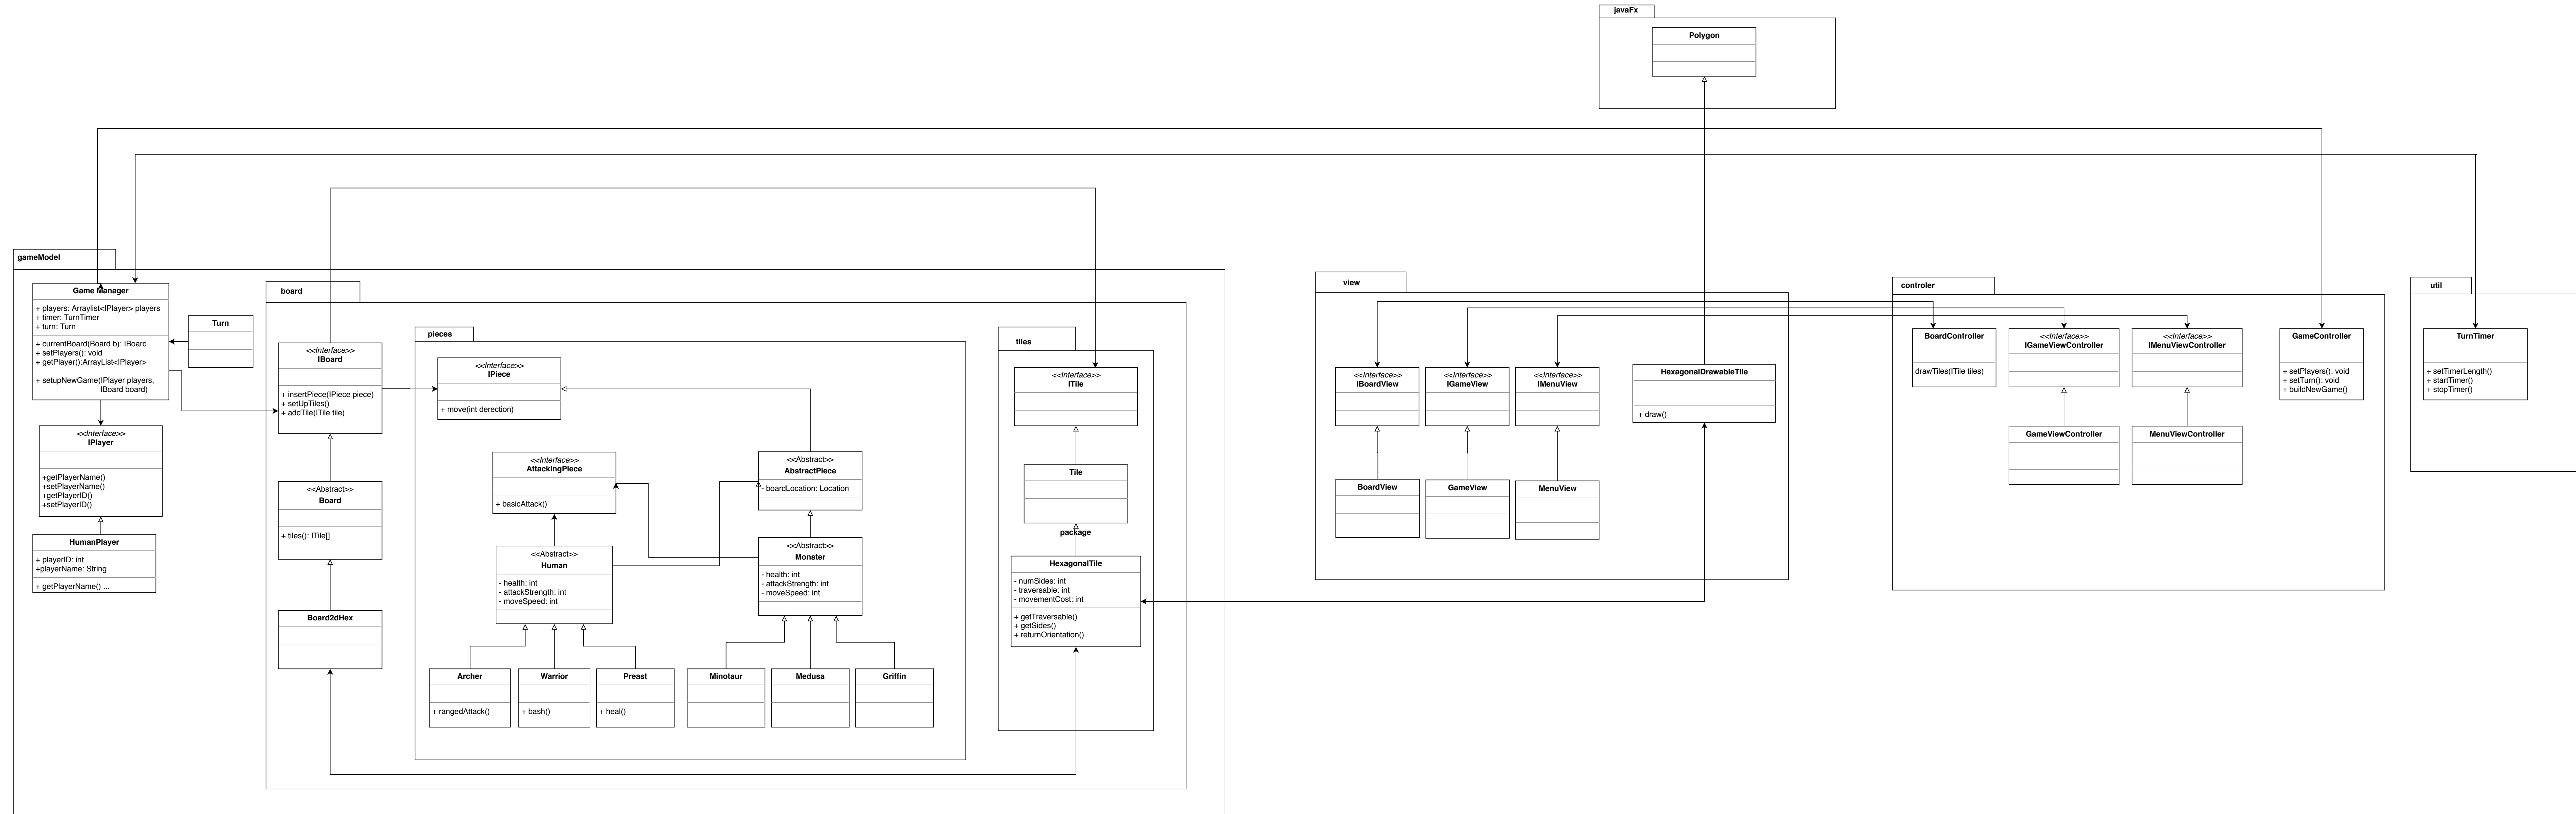 javaFx
Polygon
gameModel
Game Manager
+ players: Arraylist<IPlayer> players
+ timer: TurnTimer
+ turn: Turn
+ currentBoard(Board b): IBoard
+ setPlayers(): void
+ getPlayer():ArrayList<IPlayer>
+ setupNewGame(IPlayer players,
IBoard board)
Turn
<<Interface>>
IPlayer
+getPlayerName()
+setPlayerName()
+getPlayerID()
+setPlayerID()
HumanPlayer
+ playerID: int
+playerName: String
+ getPlayerName() ...
board
<<Interface>>
IBoard
+ insertPiece(IPiece piece)
+ setUpTiles()
+ addTile(ITile tile)
<<Abstract>>
Board
+ tiles(): ITile[]
Board2dHex
pieces
<<Interface>>
IPiece
+ move(int derection)
<<Interface>>
AttackingPiece
+ basicAttack()
<<Abstract>>
AbstractPiece
- boardLocation: Location
<<Abstract>>
Human
- health: int
- attackStrength: int
- moveSpeed: int
<<Abstract>>
Monster
- health: int
- attackStrength: int
- moveSpeed: int
Archer
+ rangedAttack()
Warrior
+ bash()
Preast
+ heal()
Minotaur
Medusa
Griffin
tiles
<<Interface>>
ITile
Tile
package
HexagonalTile
- numSides: int
- traversable: int
- movementCost: int
+ getTraversable()
+ getSides()
+ returnOrientation()
view
<<Interface>>
IBoardView
<<Interface>>
IGameView
<<Interface>>
IMenuView
HexagonalDrawableTile
+ draw()
BoardView
GameView
MenuView
controler
BoardController
drawTiles(ITile tiles)
<<Interface>>
IGameViewController
<<Interface>>
IMenuViewController
GameController
+ setPlayers(): void
+ setTurn(): void
+ buildNewGame()
GameViewController
MenuViewController
util
TurnTimer
+ setTimerLength()
+ startTimer()
+ stopTimer()